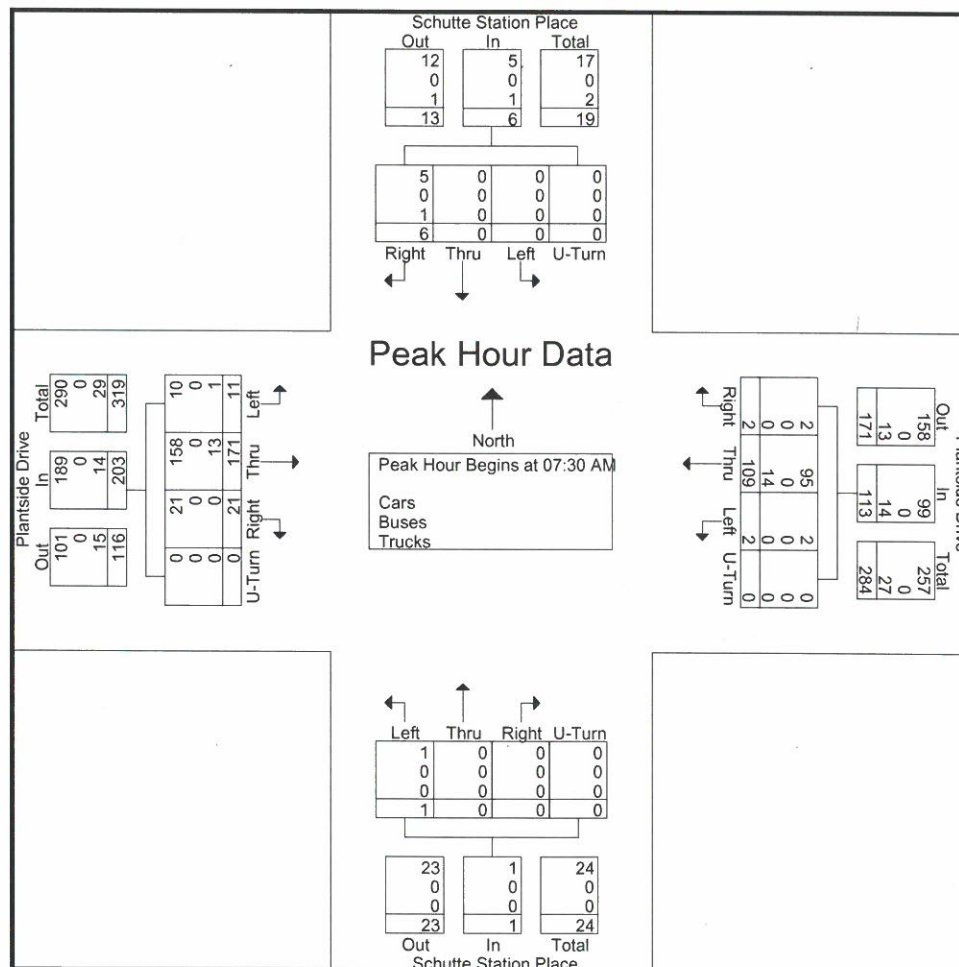 Schutte Station Place
Out In Total
12 5 17
0 0 0
1 1 2
13 6 19
5 0 0 0
0 0 0 0
1 0 0 0
6 0 0 0
Right Thru Left U-Turn
Peak Hour Data
North
Peak Hour Begins at 07:30 AM
Cars
Buses
Trucks
Plantside Drive
Total In Out
290 189 101
0 0 0
29 14 15
319 203 116
10 158 21 0
0 0 0 0
1 13 0 0
11 171 21 0
Left Thru Right U-Turn
Right Thru Left U-Turn
2 109 2 0
0 14 0 0
0 0 0 0
2 95 2 0
Out In Total
158 99 257
0 0 0
13 14 27
171 113 284
Plantside Drive
Left Thru Right U-Turn
1 0 0 0
0 0 0 0
0 0 0 0
1 0 0 0
23 1 24
0 0 0
0 0 0
23 1 24
Out In Total
Schutte Station Place